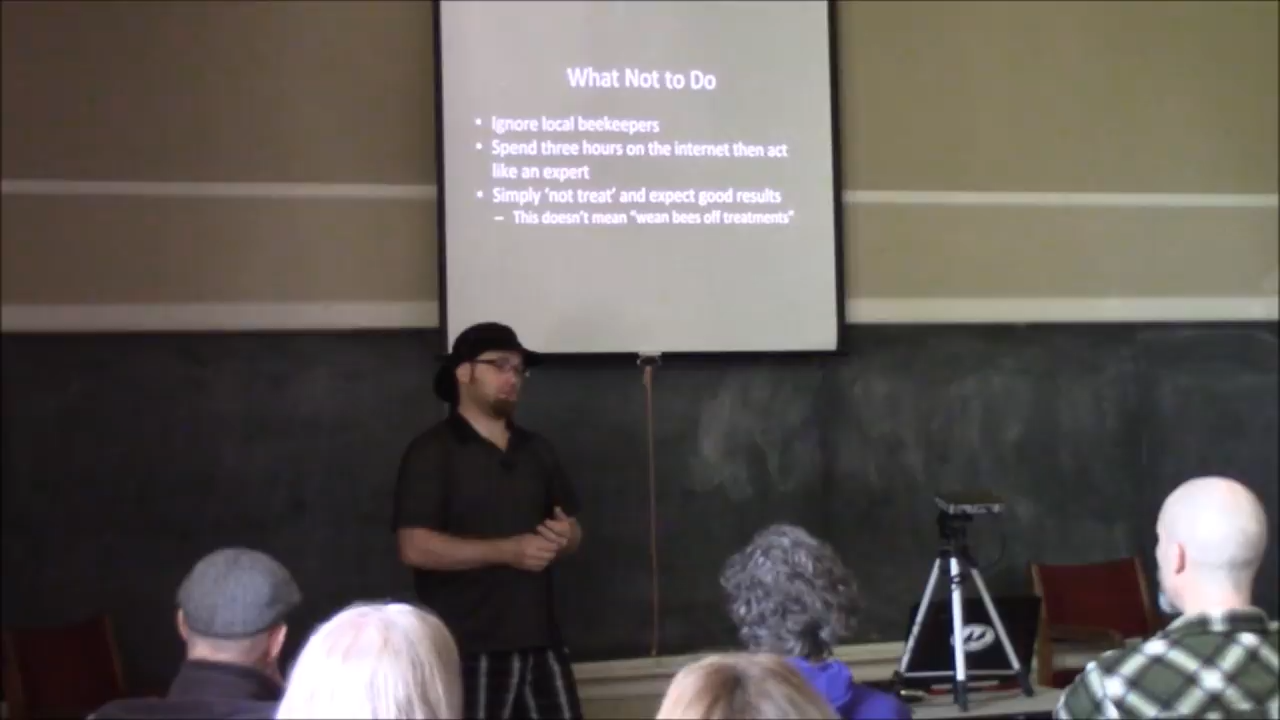 What Not to Do
• Ignore local beekeepers
• Spend three hours on the internet then act
like an expert
• Simply ‘not treat’ and expect good results
– This doesn’t mean “wean bees off treatments”
hp